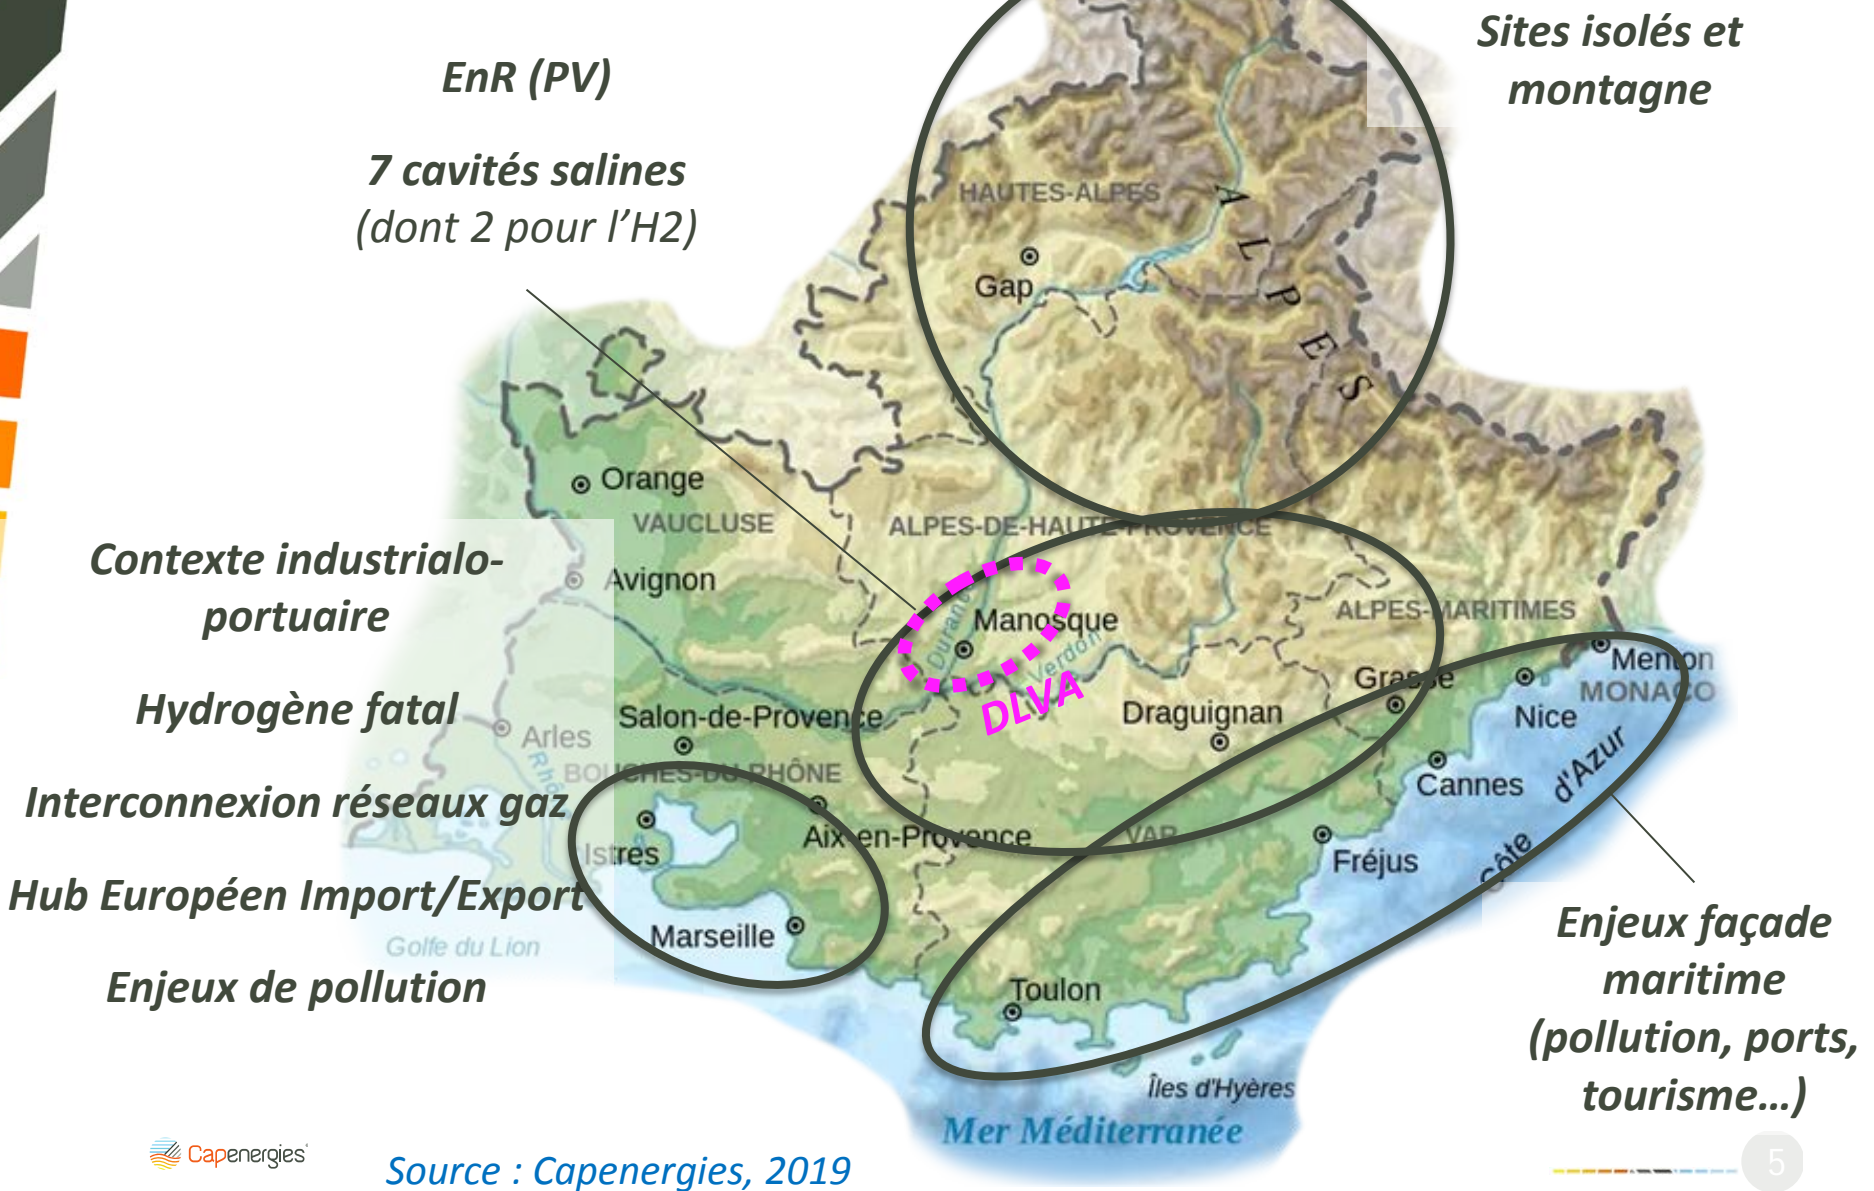 Sites isolés et
montagne
EnR (PV)
7 cavités salines
(dont 2 pour l'H2)
HAUTES-ALPES
Gap
ALPES
Orange
VAUCLUSE
ALPES-DE-HAUTE-PROVENCE
Avignon
Manosque
Durance
Verdon
DLVA
ALPES-MARITIMES
Menton
MONACO
Grasse
Nice
Draguignan
Salon-de-Provence
Arles
Rhô
BOUCHES-DU-RHÔNE
Cannes
Côte d'Azur
Aix-en-Provence
VAR
Istres
Fréjus
Marseille
Golfe du Lion
Toulon
Îles d'Hyères
Mer Méditerranée
Contexte industrialo-
portuaire
Hydrogène fatal
Interconnexion réseaux gaz
Hub Européen Import/Export
Enjeux de pollution
Enjeux façade
maritime
(pollution, ports,
tourisme...)
Capenergies
Source : Capenergies, 2019
5